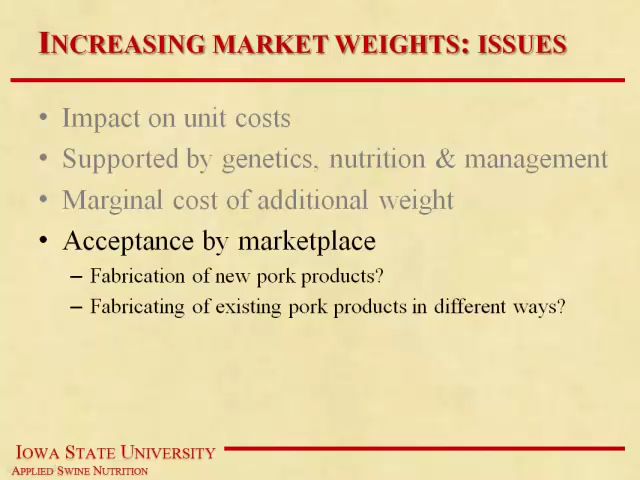 INCREASING MARKET WEIGHTS: ISSUES
• Impact on unit costs
• Supported by genetics, nutrition & management
• Marginal cost of additional weight
• Acceptance by marketplace
– Fabrication of new pork products?
– Fabricating of existing pork products in different ways?
IOWA STATE UNIVERSITY
APPLIED SWINE NUTRITION